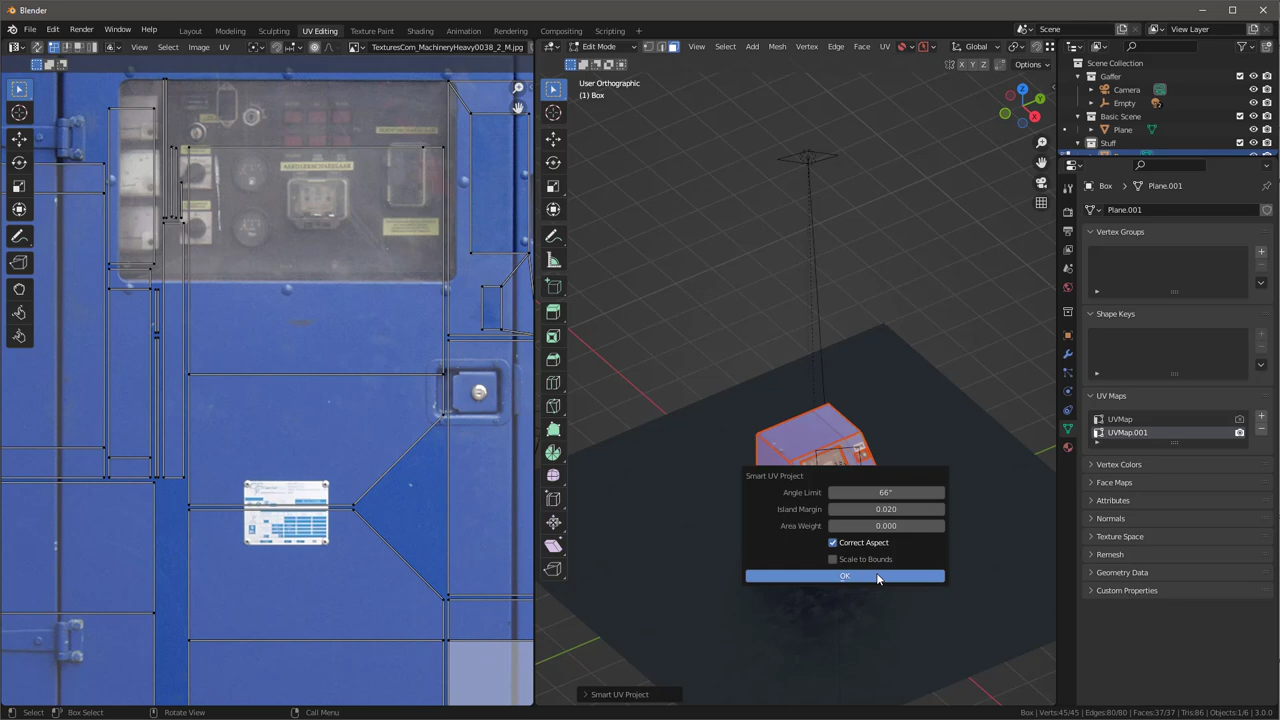 Blender
File Edit Render Window Help Layout Modeling Sculpting UV Editing Texture Paint Shading Animation Rendering Compositing Scripting + Scene View Layer
View Select Image UV TexturesCom_MachineryHeavy0038_2_M.jpg Edit Mode View Select Add Mesh Vertex Edge Face UV Global
X Y Z Options
User Orthographic
(1) Box
Z Y X
Scene Collection
Gaffer
Camera
Empty
Basic Scene
Plane
Stuff
Box Plane.001
Plane.001
Vertex Groups
Shape Keys
UV Maps
UVMap
UVMap.001
Vertex Colors
Face Maps
Attributes
Normals
Texture Space
Remesh
Geometry Data
Custom Properties
Smart UV Project
Angle Limit 66°
Island Margin 0.020
Area Weight 0.000
Correct Aspect
Scale to Bounds
OK
Smart UV Project
Select Box Select Rotate View Call Menu Box | Verts:45/45 | Edges:80/80 | Faces:37/37 | Tris:86 | Objects:1/6 | 3.0.0